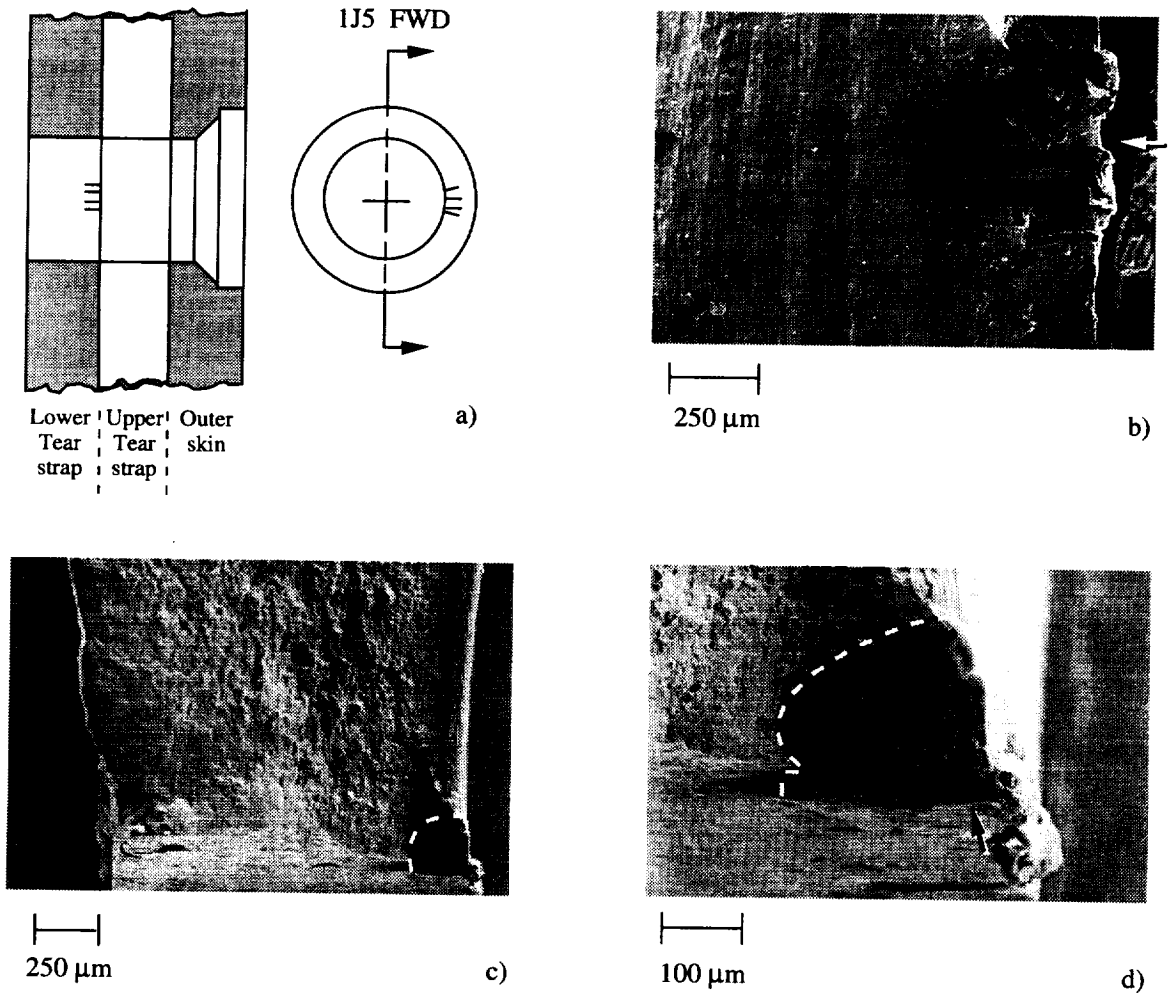 1J5 FWD
Lower Upper Outer
Tear Tear skin
strap strap
a)
250 μm
b)
250 μm
c)
100 μm
d)